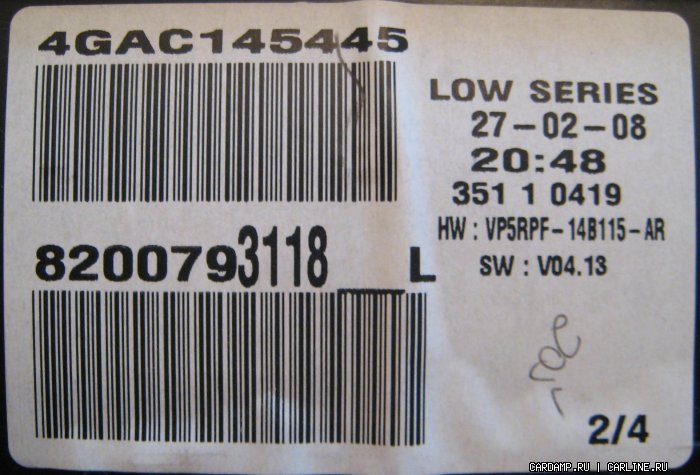 4GAC145445
LOW SERIES
27-02-08
20:48
351 1 0419
HW : VP5RPF-14B115-AR
SW : V04.13
8200793118___L
2/4
CARDAMP.RU | CARLINE.RU